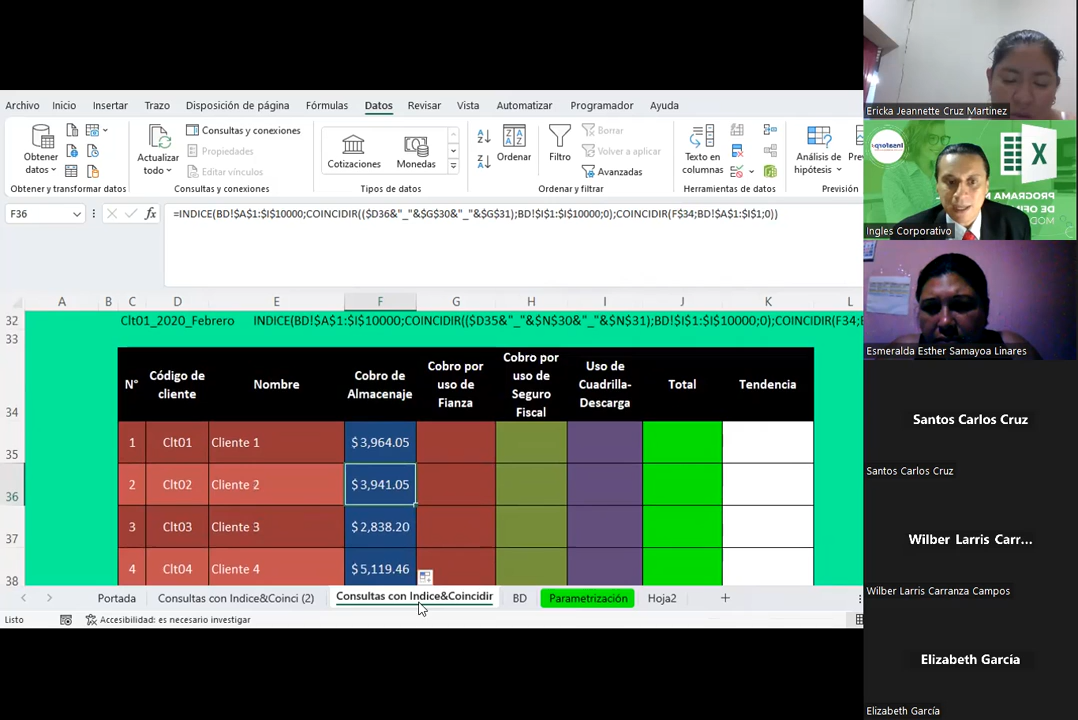 Archivo Inicio Insertar Trazo Disposición de página Fórmulas Datos Revisar Vista Automatizar Programador Ayuda
Obtener datos
Actualizar todo
Consultas y conexiones
Propiedades
Editar vínculos
Cotizaciones
Monedas
Ordenar
Filtro
Borrar
Volver a aplicar
Avanzadas
Texto en columnas
Análisis de hipótesis
Obtener y transformar datos
Consultas y conexiones
Tipos de datos
Ordenar y filtrar
Herramientas de datos
F36
=INDICE(BD!$A$1:$I$10000;COINCIDIR(($D36&"_"&$G$30&"_"&$G$31);BD!$I$1:$I$10000;0);COINCIDIR(F$34;BD!$A$1:$I$1;0))
A B C D E F G H I J K L
32 Clt01_2020_Febrero INDICE(BD!$A$1:$I$10000;COINCIDIR(($D35&"_"&$N$30&"_"&$N$31);BD!$I$1:$I$10000;0);COINCIDIR(F34;
33
34 N° Código de cliente Nombre Cobro de Almacenaje Cobro por uso de Fianza Cobro por uso de Seguro Fiscal Uso de Cuadrilla-Descarga Total Tendencia
35 1 Clt01 Cliente 1 $ 3,964.05
36 2 Clt02 Cliente 2 $ 3,941.05
37 3 Clt03 Cliente 3 $ 2,838.20
38 4 Clt04 Cliente 4 $ 5,119.46
Portada Consultas con Indice&Coinci (2) Consultas con Indice&Coincidir BD Parametrización Hoja2
Listo Accesibilidad: es necesario investigar
Ericka Jeannette Cruz Martinez
PROGRAMA
Ingles Corporativo
Esmeralda Esther Samayoa Linares
Santos Carlos Cruz
Santos Carlos Cruz
Wilber Larris Carr...
Wilber Larris Carranza Campos
Elizabeth García
Elizabeth García